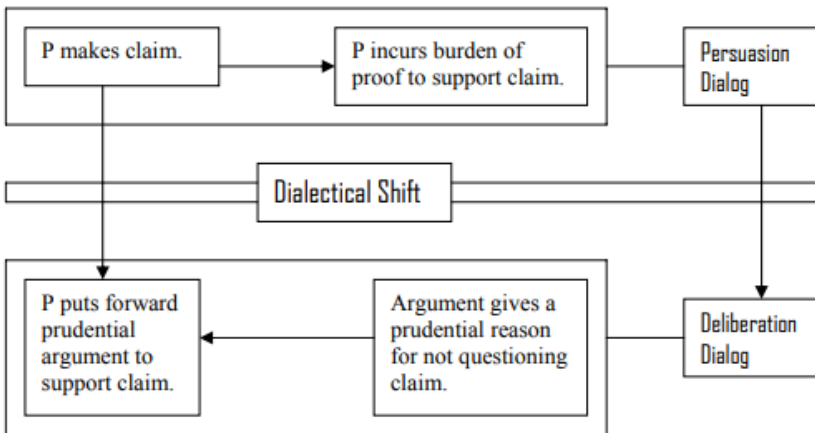 P makes claim.
P incurs burden of
proof to support claim.
Persuasion
Dialog
Dialectical Shift
P puts forward
prudential
argument to
support claim.
Argument gives a
prudential reason
for not questioning
claim.
Deliberation
Dialog